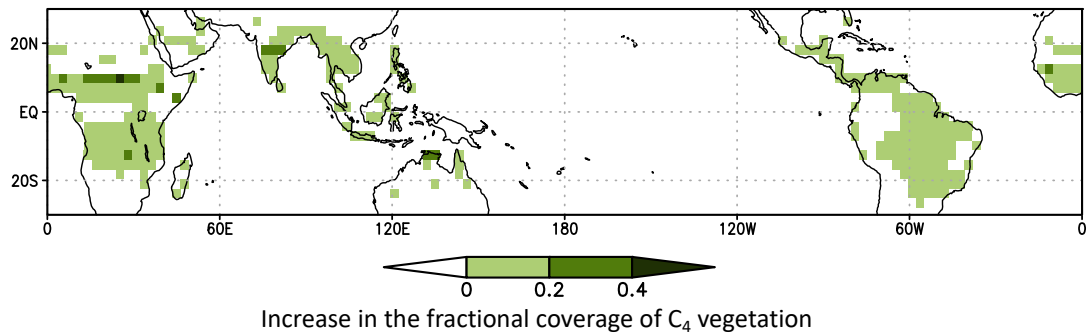 20N
EQ
20S
0 60E 120E 180 120W 60W 0
0 0.2 0.4
Increase in the fractional coverage of C₄ vegetation